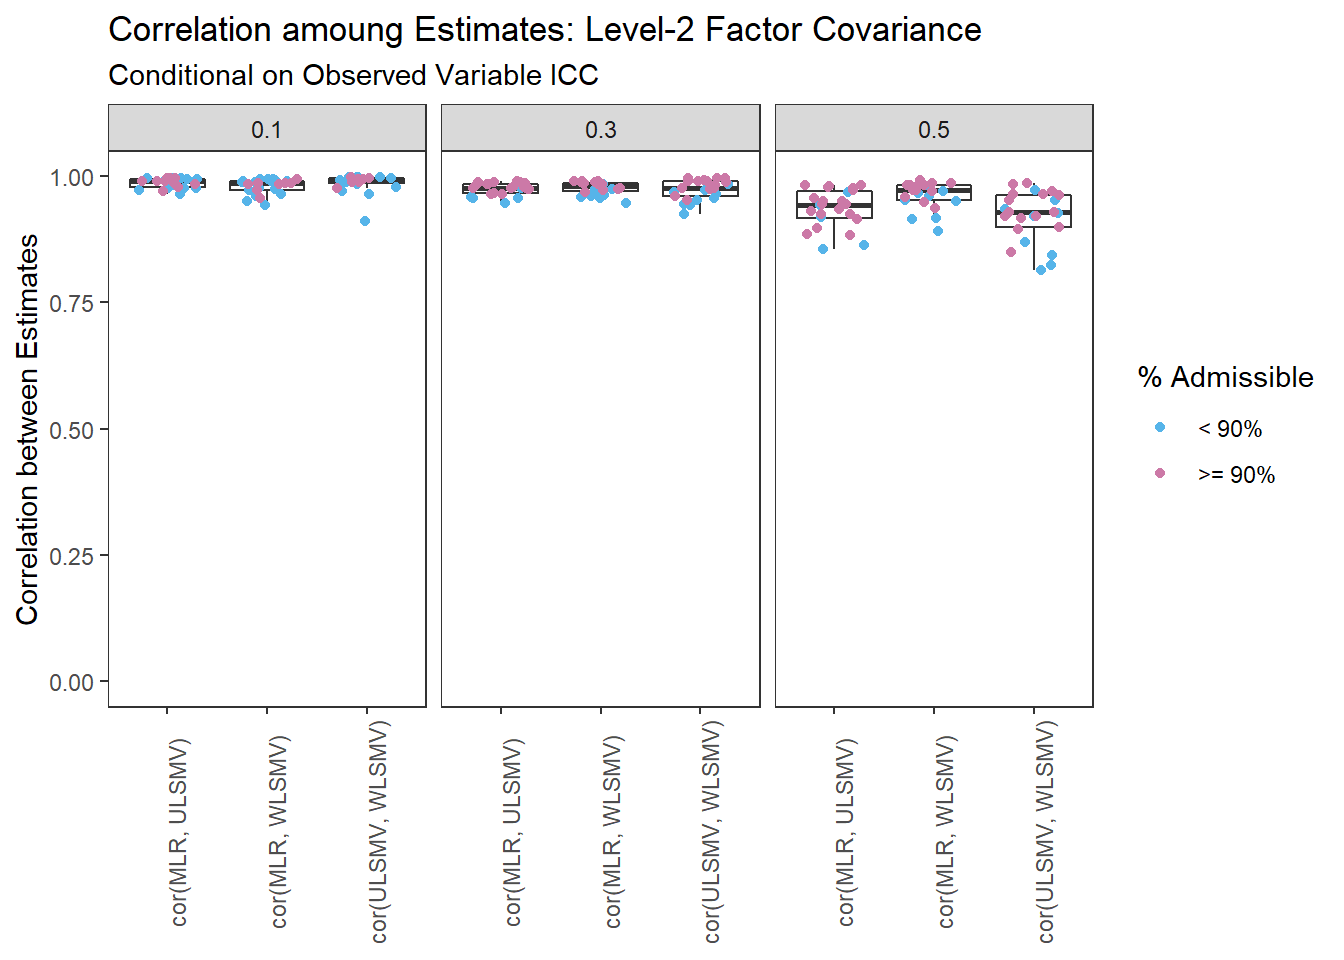 Correlation amoung Estimates: Level-2 Factor Covariance
Conditional on Observed Variable ICC
0.1
0.3
0.5
Correlation between Estimates
1.00
0.75
0.50
0.25
0.00
cor(MLR, ULSMV)
cor(MLR, WLSMV)
cor(ULSMV, WLSMV)
cor(MLR, ULSMV)
cor(MLR, WLSMV)
cor(ULSMV, WLSMV)
cor(MLR, ULSMV)
cor(MLR, WLSMV)
cor(ULSMV, WLSMV)
% Admissible
< 90%
>= 90%